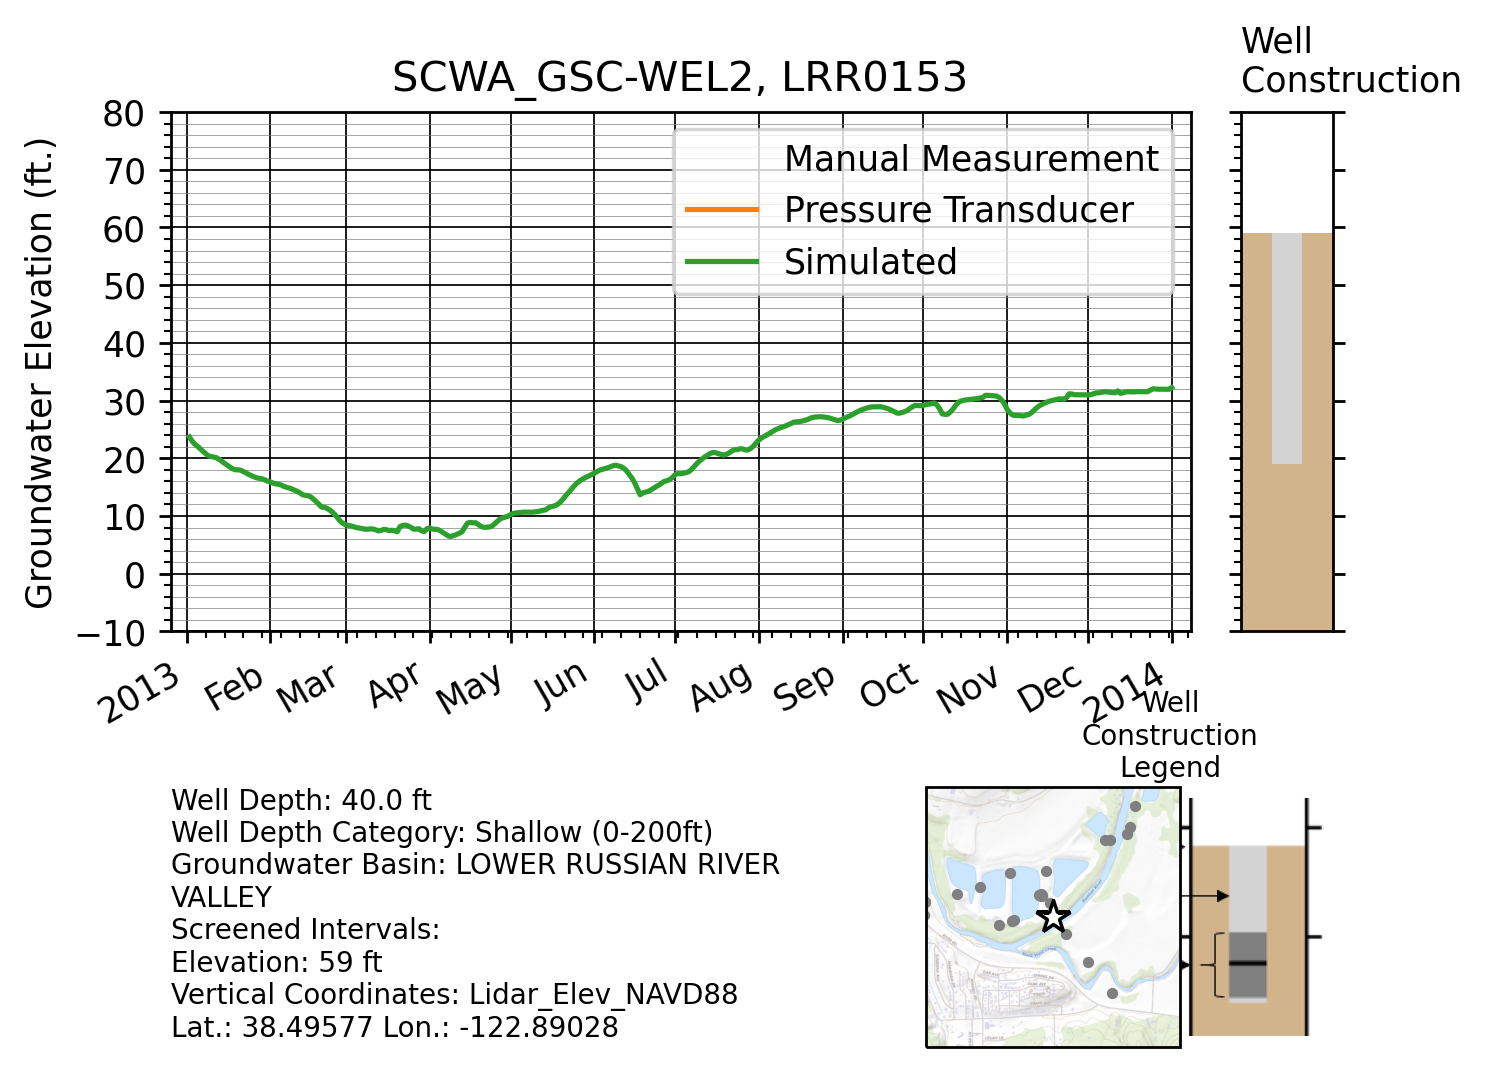 Well
Construction
SCWA_GSC-WEL2, LRR0153
Groundwater Elevation (ft.)
80
70
60
50
40
30
20
10
0
−10
Manual Measurement
Pressure Transducer
Simulated
2013
Feb
Mar
Apr
May
Jun
Jul
Aug
Sep
Oct
Nov
Dec
2014
Well
Construction
Legend
Well Depth: 40.0 ft
Well Depth Category: Shallow (0-200ft)
Groundwater Basin: LOWER RUSSIAN RIVER
VALLEY
Screened Intervals:
Elevation: 59 ft
Vertical Coordinates: Lidar_Elev_NAVD88
Lat.: 38.49577 Lon.: -122.89028